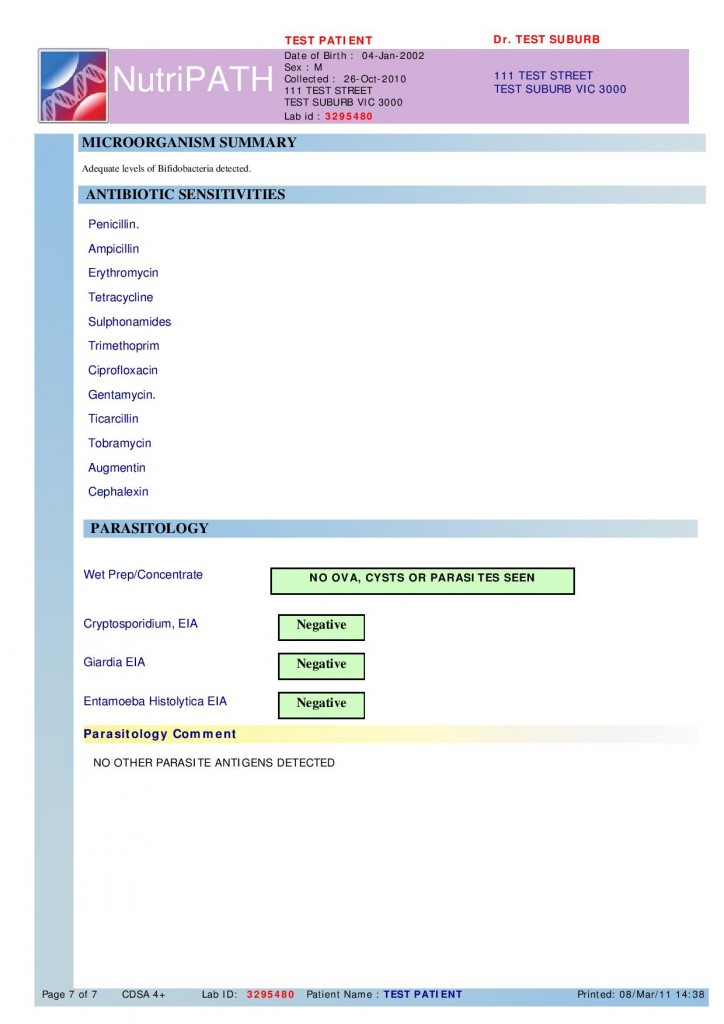 TEST PATIENT
Dr. TEST SUBURB
NutriPATH
Date of Birth : 04-Jan-2002
Sex : M
Collected : 26-Oct-2010
111 TEST STREET
TEST SUBURB VIC 3000
Lab id : 3295480
111 TEST STREET
TEST SUBURB VIC 3000
MICROORGANISM SUMMARY
Adequate levels of Bifidobacteria detected.
ANTIBIOTIC SENSITIVITIES
Penicillin.
Ampicillin
Erythromycin
Tetracycline
Sulphonamides
Trimethoprim
Ciprofloxacin
Gentamycin.
Ticarcillin
Tobramycin
Augmentin
Cephalexin
PARASITOLOGY
Wet Prep/Concentrate NO OVA, CYSTS OR PARASITES SEEN
Cryptosporidium, EIA Negative
Giardia EIA Negative
Entamoeba Histolytica EIA Negative
Parasitology Comment
NO OTHER PARASITE ANTIGENS DETECTED
Page 7 of 7 CDSA 4+ Lab ID: 3295480 Patient Name : TEST PATIENT Printed: 08/Mar/11 14:38